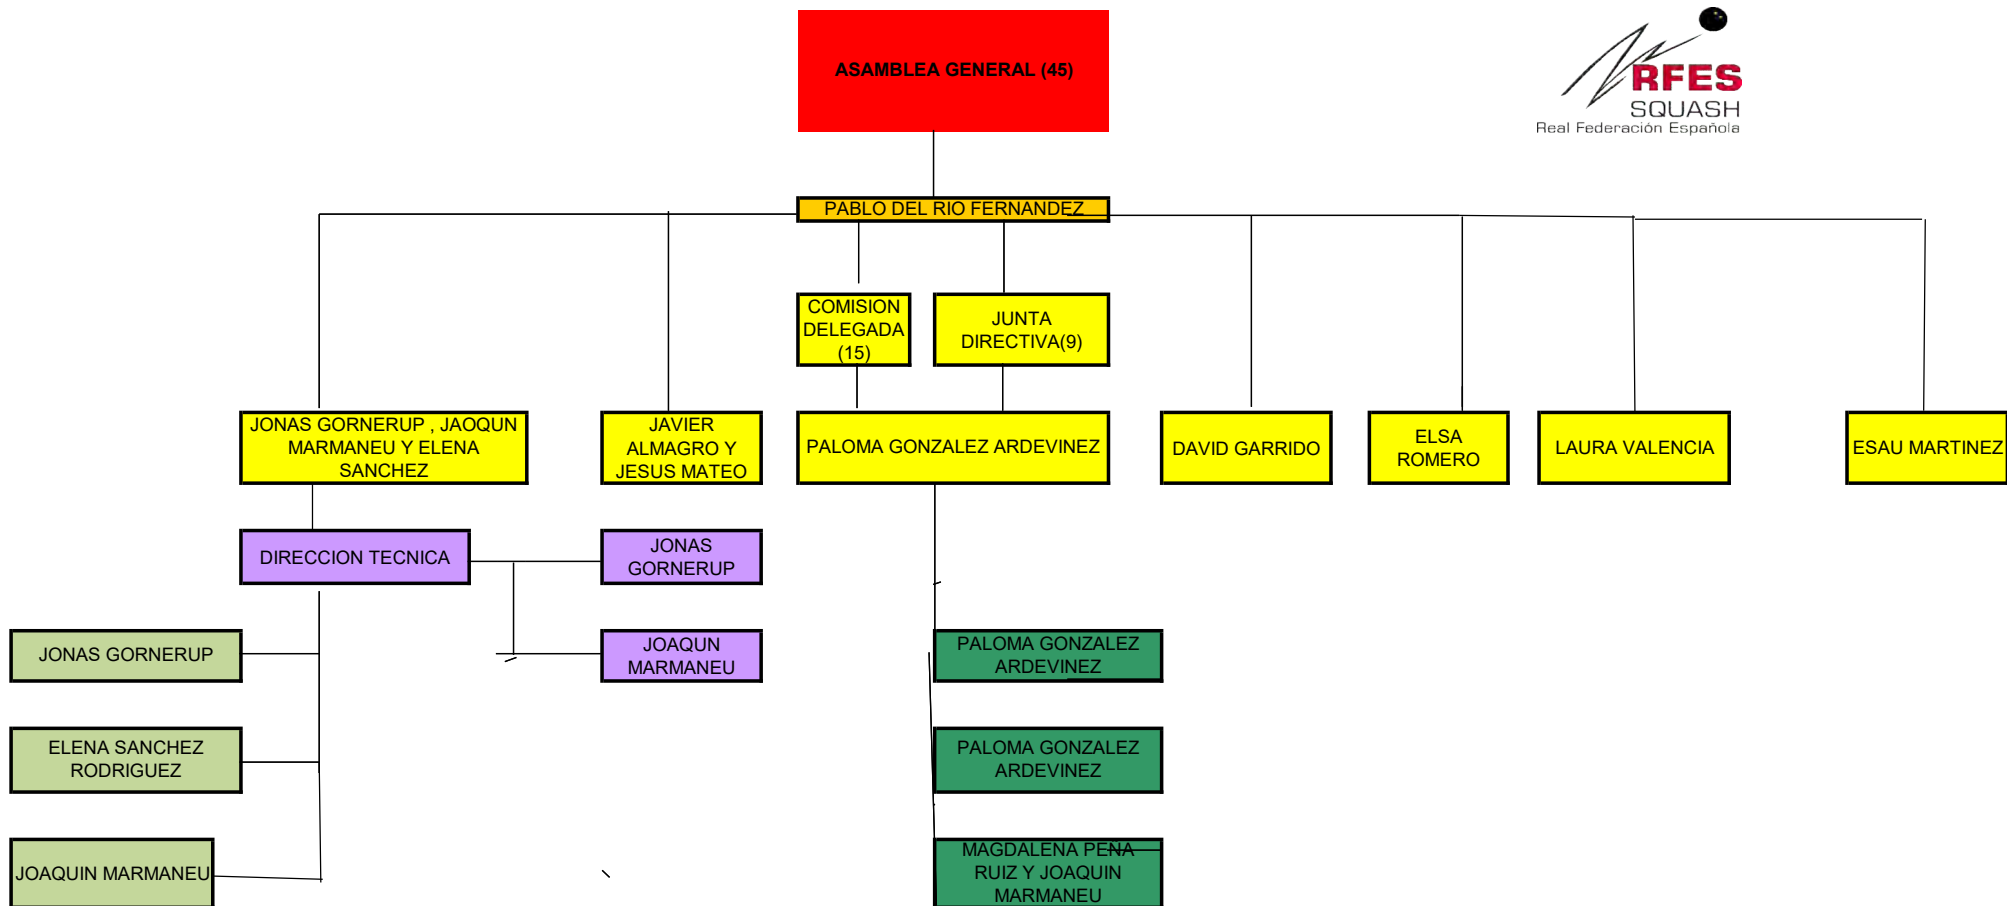 ASAMBLEA GENERAL (45)
RFES
SQUASH
Real Federación Española
PABLO DEL RIO FERNANDEZ
COMISION
DELEGADA
(15)
JUNTA
DIRECTIVA(9)
JONAS GORNERUP , JAOQUN
MARMANEU Y ELENA
SANCHEZ
JAVIER
ALMAGRO Y
JESUS MATEO
PALOMA GONZALEZ ARDEVINEZ
DAVID GARRIDO
ELSA
ROMERO
LAURA VALENCIA
ESAU MARTINEZ
DIRECCION TECNICA
JONAS
GORNERUP
JONAS GORNERUP
JOAQUN
MARMANEU
PALOMA GONZALEZ
ARDEVINEZ
ELENA SANCHEZ
RODRIGUEZ
PALOMA GONZALEZ
ARDEVINEZ
JOAQUIN MARMANEU
MAGDALENA PEÑA
RUIZ Y JOAQUIN
MARMANEU